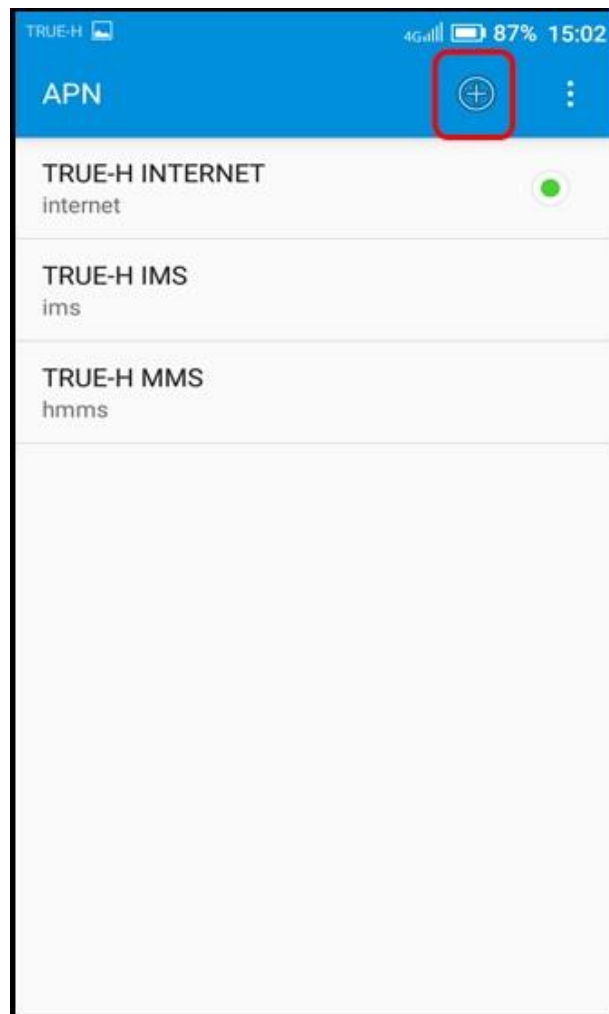 TRUE-H 4G 87% 15:02
APN
TRUE-H INTERNET
internet
TRUE-H IMS
ims
TRUE-H MMS
hmms